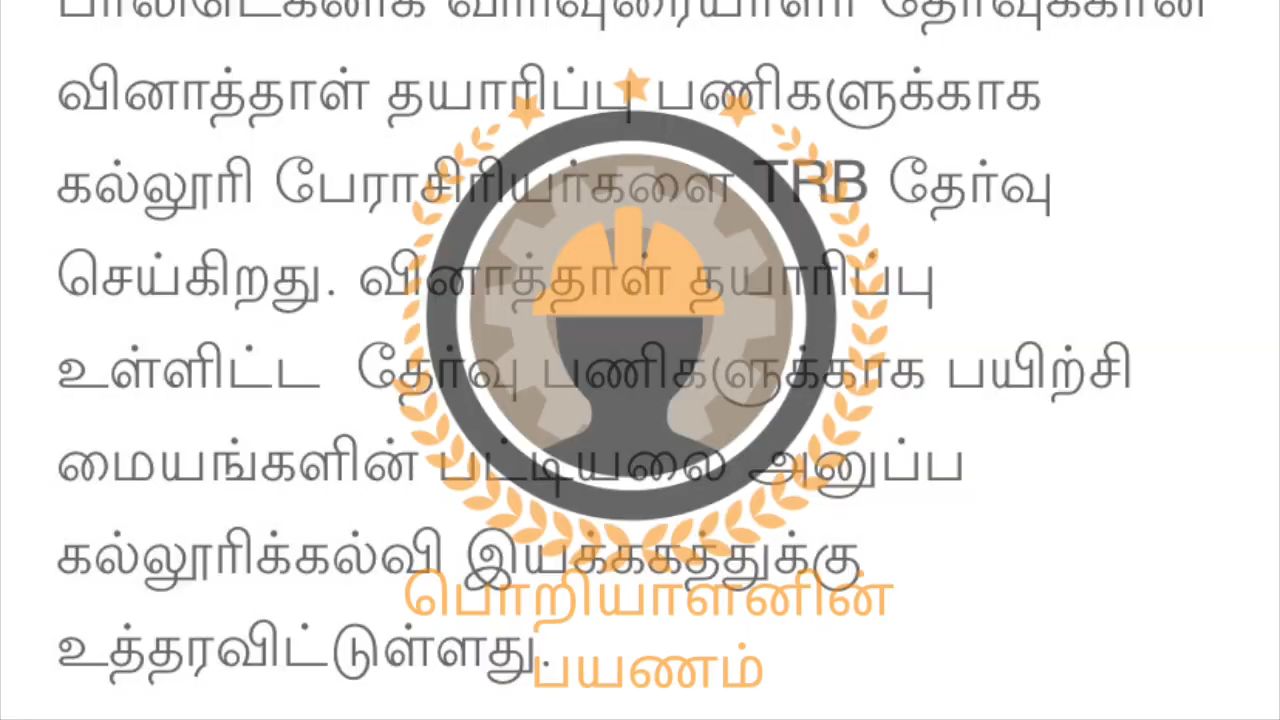 பாலிடெக்னிக் விரிவுரையாளர் தேர்வுக்கான
வினாத்தாள் தயாரிப்பு பணிகளுக்காக
கல்லூரி பேராசிரியர்களை TRB தேர்வு
செய்கிறது. வினாத்தாள் தயாரிப்பு
உள்ளிட்ட தேர்வு பணிகளுக்காக பயிற்சி
மையங்களின் பட்டியலை அனுப்ப
கல்லூரிக்கல்வி இயக்ககத்துக்கு
உத்தரவிட்டுள்ளது.
பொறியாளனின்
பயணம்